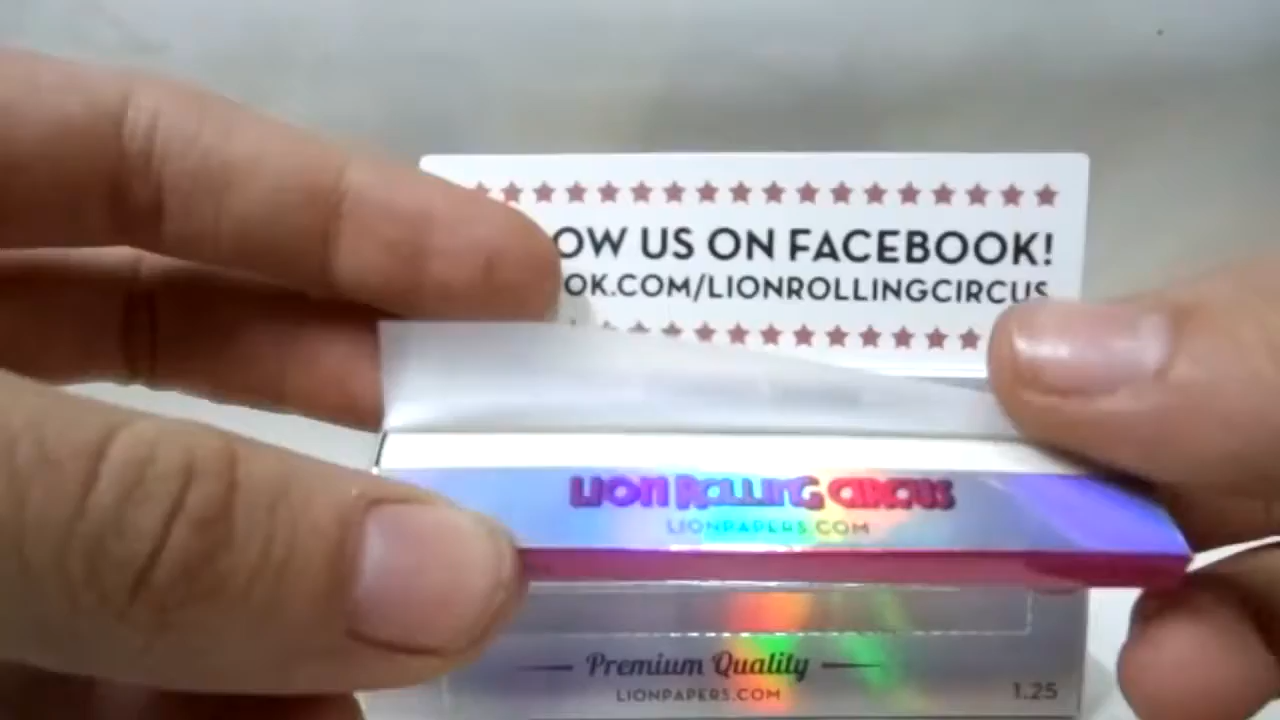 OW US ON FACEBOOK!
OK.COM/LIONROLLINGCIRCUS
LION ROLLING CIRCUS
LIONPAPERS.COM
Premium Quality
LIONPAPERS.COM
1.25